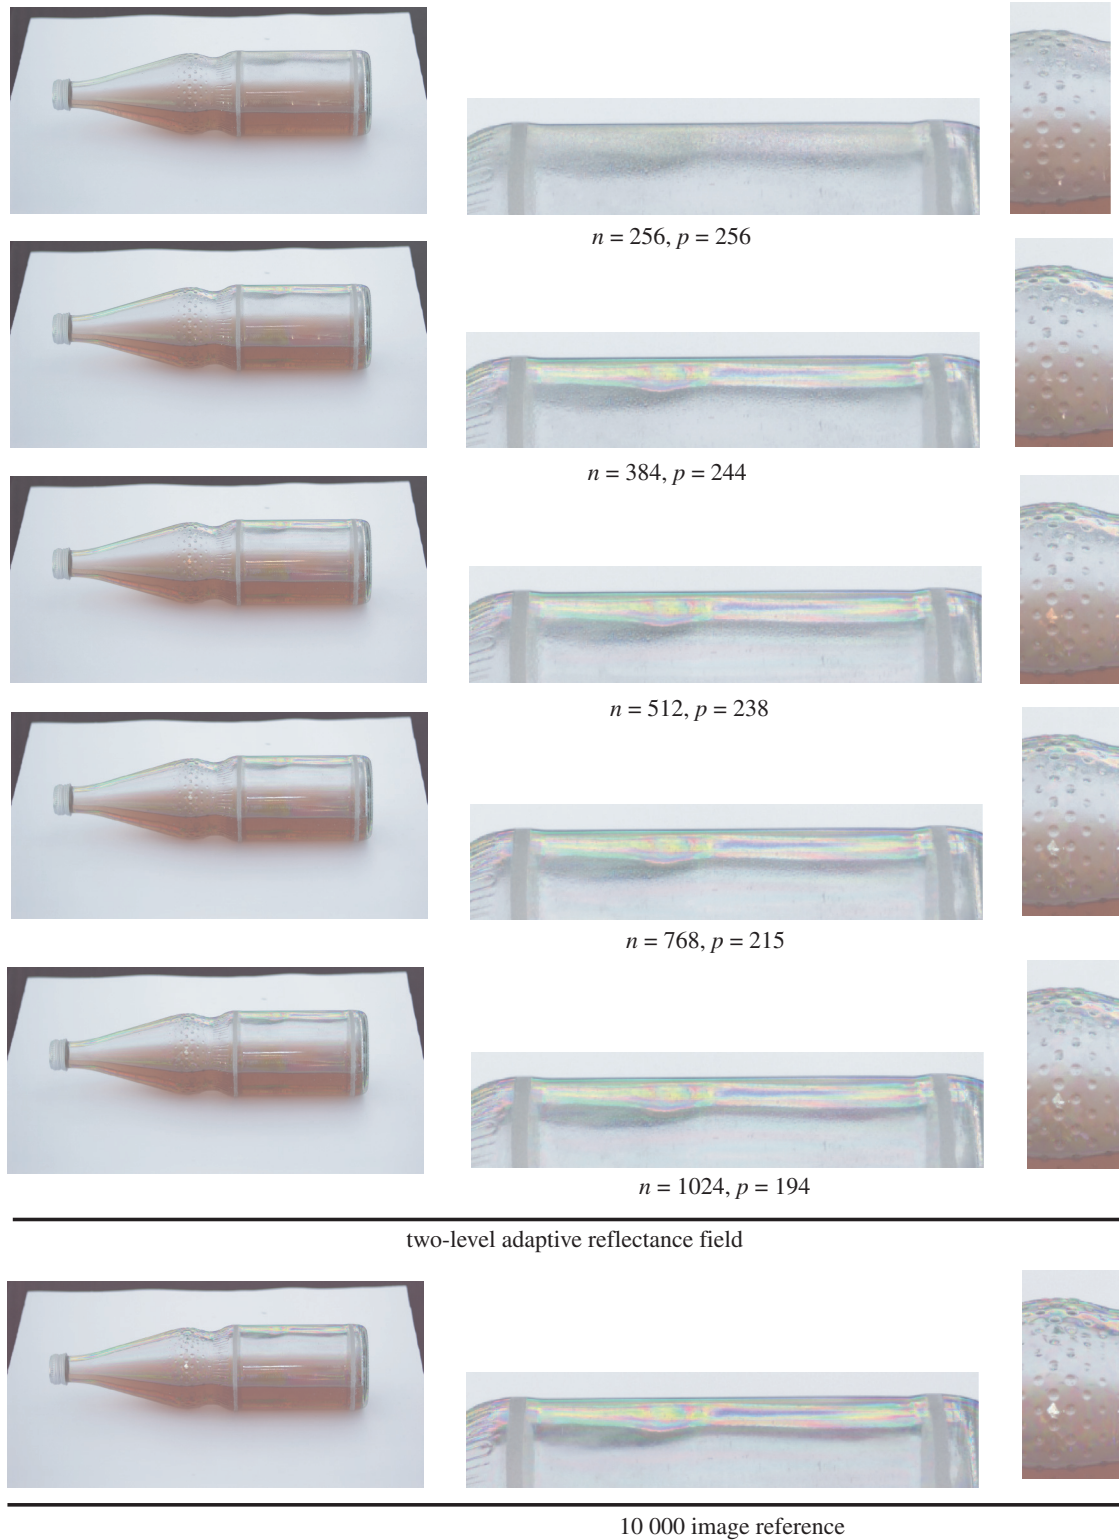 n = 256, p = 256
n = 384, p = 244
n = 512, p = 238
n = 768, p = 215
n = 1024, p = 194
two-level adaptive reflectance field
10 000 image reference